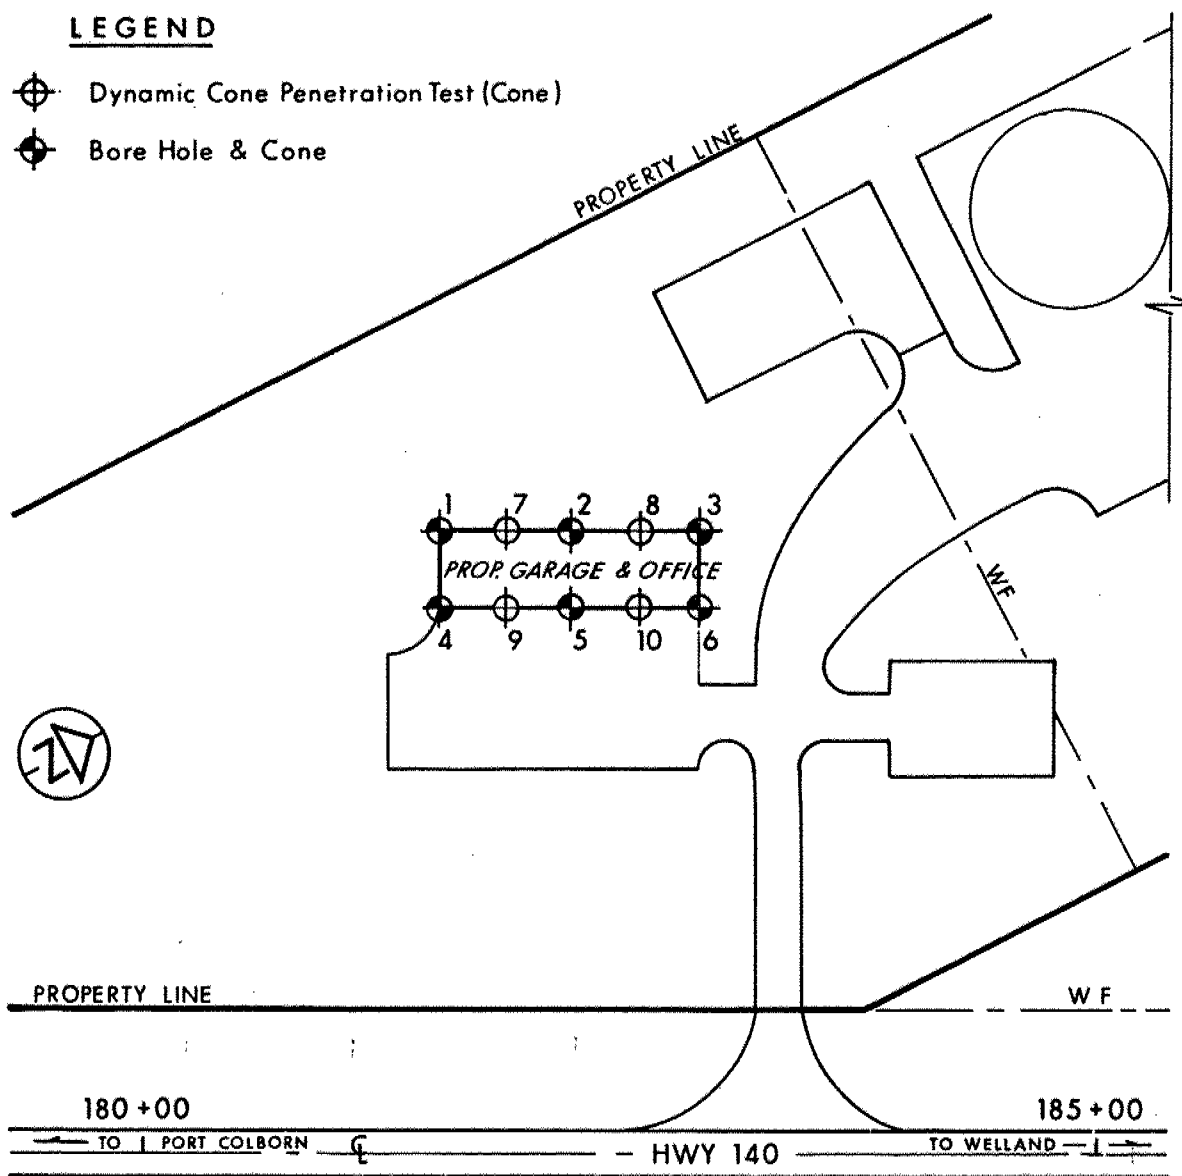 LEGEND
Dynamic Cone Penetration Test (Cone)
Bore Hole & Cone
PROPERTY LINE
1 7 2 8 3
PROP. GARAGE & OFFICE
4 9 5 10 6
WF
N
PROPERTY LINE
WF
180+00
185+00
TO PORT COLBORN
℄
HWY 140
TO WELLAND